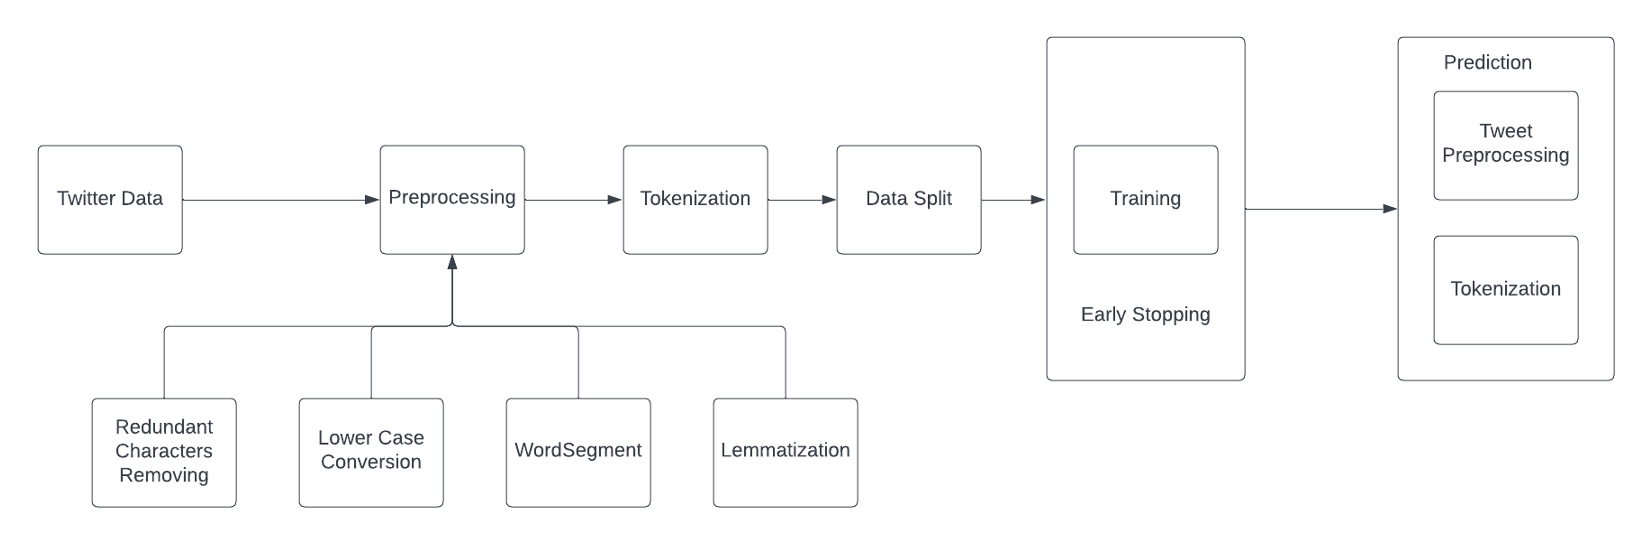 Twitter Data
Preprocessing
Tokenization
Data Split
Training
Early Stopping
Prediction
Tweet
Preprocessing
Tokenization
Redundant
Characters
Removing
Lower Case
Conversion
WordSegment
Lemmatization